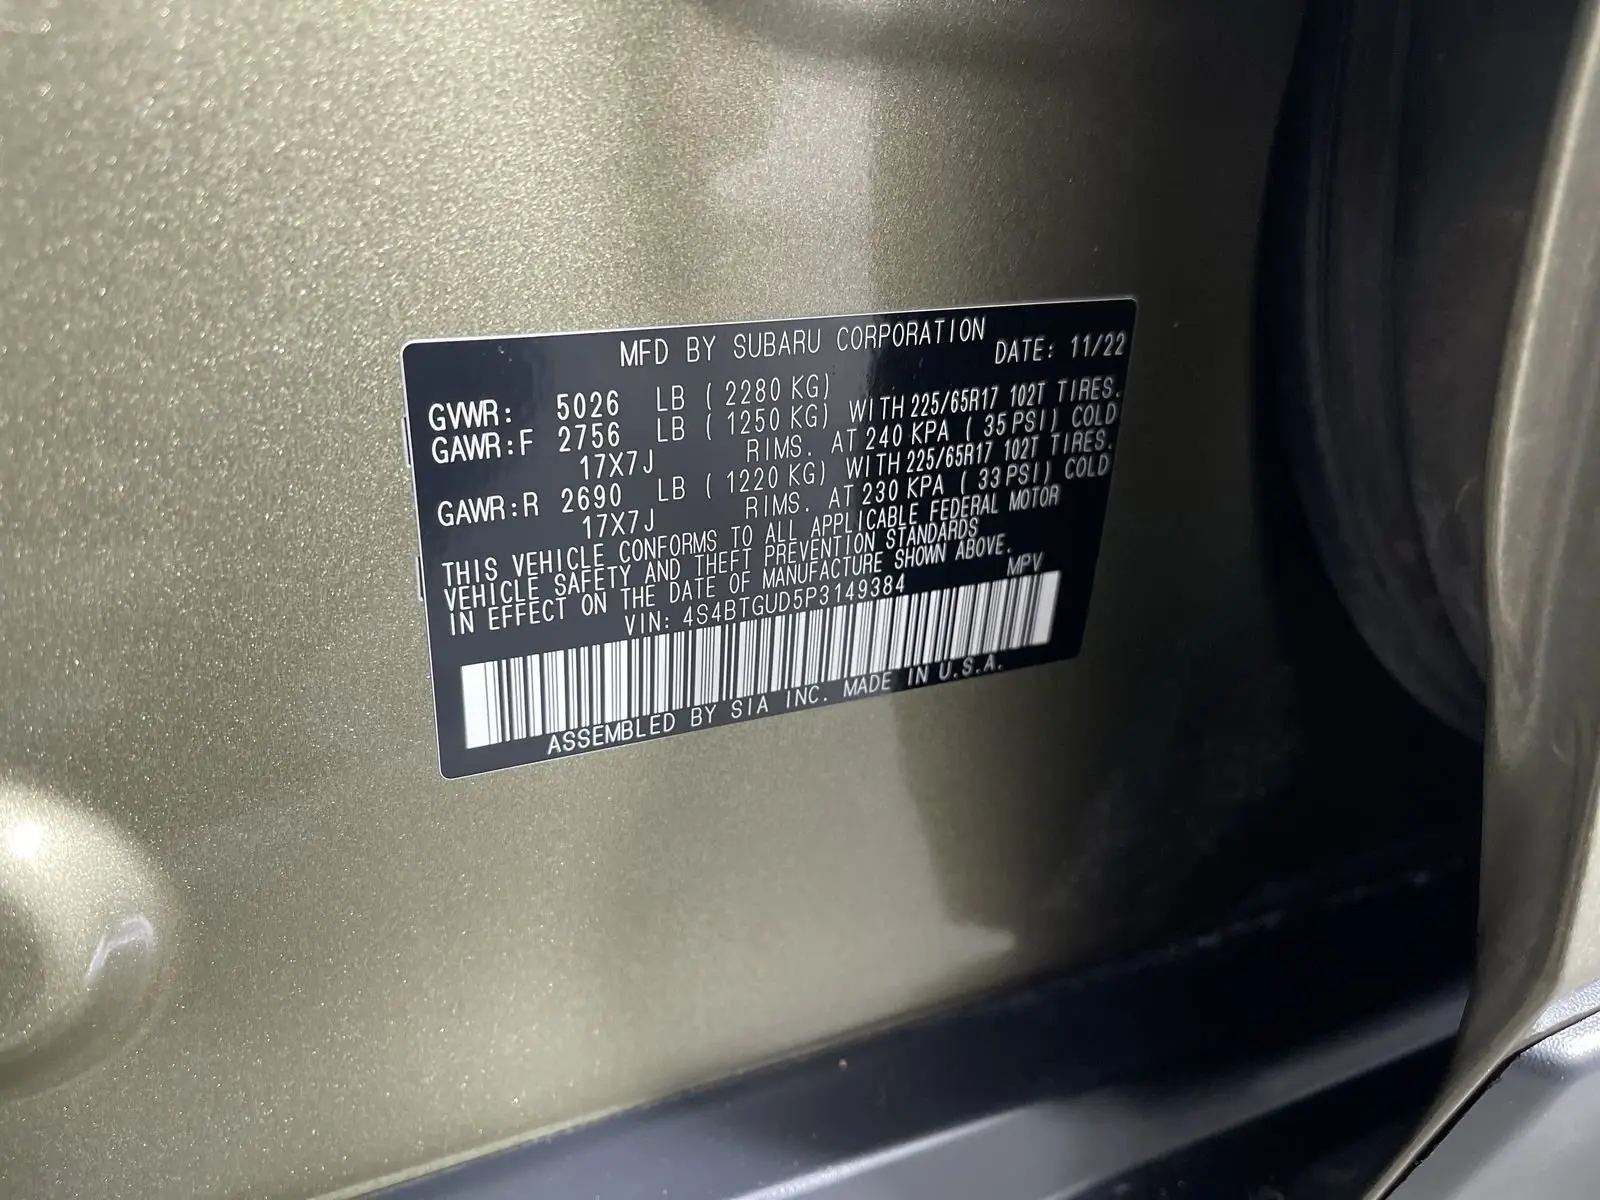 MFD BY SUBARU CORPORATION DATE: 11/22
GVWR: 5026 LB ( 2280 KG)
GAWR:F 2756 LB ( 1250 KG) WITH 225/65R17 102T TIRES.
17X7J RIMS. AT 240 KPA ( 35 PSI) COLD
GAWR:R 2690 LB ( 1220 KG) WITH 225/65R17 102T TIRES.
17X7J RIMS. AT 230 KPA ( 33 PSI) COLD
THIS VEHICLE CONFORMS TO ALL APPLICABLE FEDERAL MOTOR
VEHICLE SAFETY AND THEFT PREVENTION STANDARDS
IN EFFECT ON THE DATE OF MANUFACTURE SHOWN ABOVE.
VIN: 4S4BTGUD5P3149384 MPV
ASSEMBLED BY SIA INC. MADE IN U.S.A.